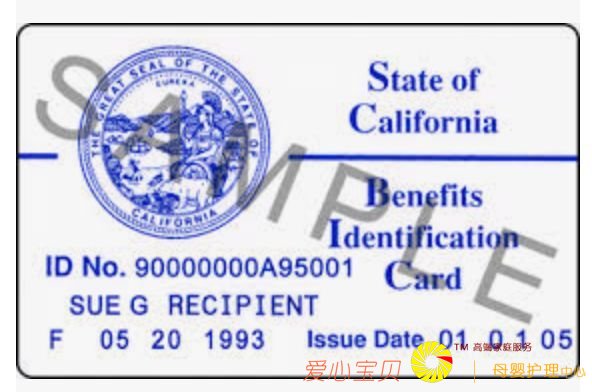 THE GREAT SEAL OF THE STATE OF CALIFORNIA
EUREKA
SAMPLE
State of
California
Benefits
Identification
Card
ID No. 90000000A95001
SUE G RECIPIENT
F 05 20 1993 Issue Date 01 01 05
爱心宝贝 TM 高端家庭服务
母婴护理中心